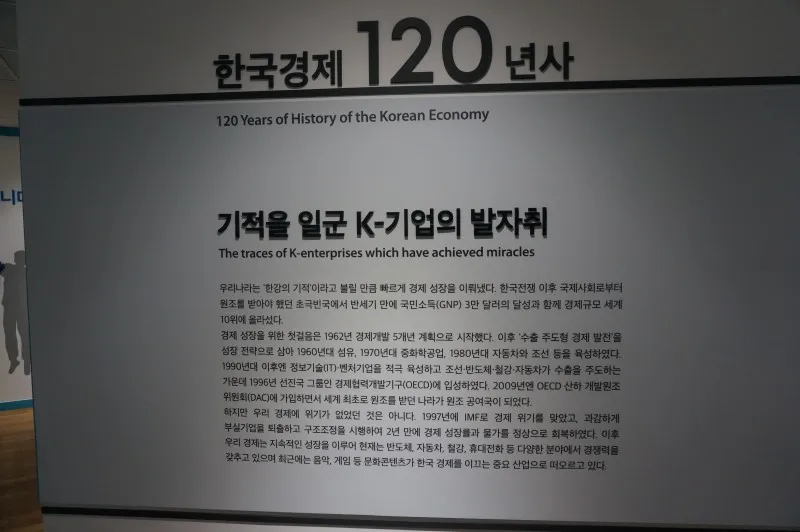 한국경제 120년사
120 Years of History of the Korean Economy
기적을 일군 K-기업의 발자취
The traces of K-enterprises which have achieved miracles
우리나라는 '한강의 기적'이라고 불릴 만큼 빠르게 경제 성장을 이뤄냈다. 한국전쟁 이후 국제사회로부터
원조를 받아야 했던 초극빈국에서 반세기 만에 국민소득(GNP) 3만 달러의 달성과 함께 경제규모 세계
10위에 올라섰다.
경제 성장을 위한 첫걸음은 1962년 경제개발 5개년 계획으로 시작했다. 이후 '수출 주도형 경제 발전'을
성장 전략으로 삼아 1960년대 섬유, 1970년대 중화학공업, 1980년대 자동차와 조선 등을 육성하였다.
1990년대 이후엔 정보기술(IT)·벤처기업을 적극 육성하고 조선·반도체·철강·자동차가 수출을 주도하는
가운데 1996년 선진국 그룹인 경제협력개발기구(OECD)에 입성하였다. 2009년엔 OECD 산하 개발원조
위원회(DAC)에 가입하면서 세계 최초로 원조를 받던 나라가 원조 공여국이 되었다.
하지만 우리 경제에 위기가 없었던 것은 아니다. 1997년에 IMF로 경제 위기를 맞았고, 과감하게
부실기업을 퇴출하고 구조조정을 시행하여 2년 만에 경제 성장률과 물가를 정상으로 회복하였다. 이후
우리 경제는 지속적인 성장을 이루어 현재는 반도체, 자동차, 철강, 휴대전화 등 다양한 분야에서 경쟁력을
갖추고 있으며 최근에는 음악, 게임 등 문화콘텐츠가 한국 경제를 이끄는 중요 산업으로 떠오르고 있다.